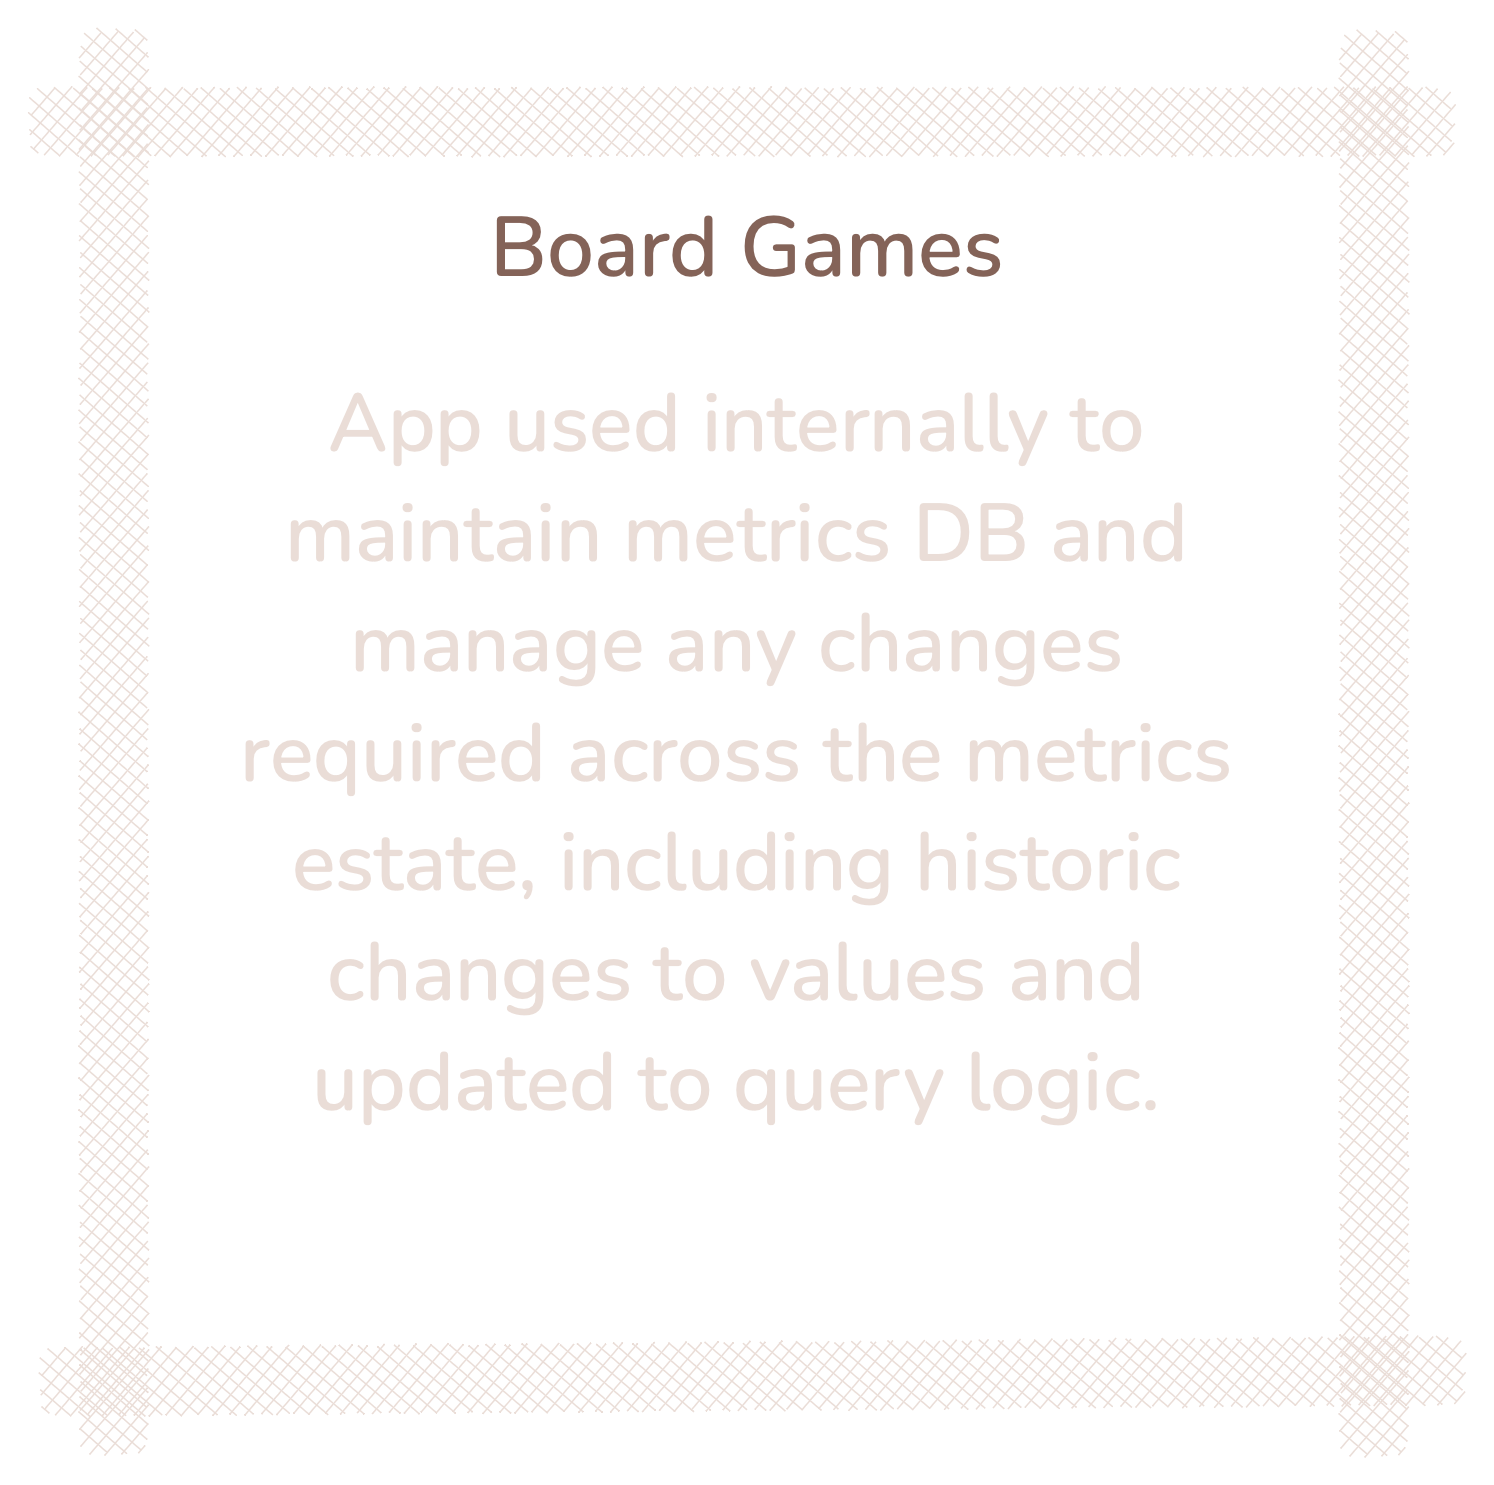 Board Games
App used internally to
maintain metrics DB and
manage any changes
required across the metrics
estate, including historic
changes to values and
updated to query logic.